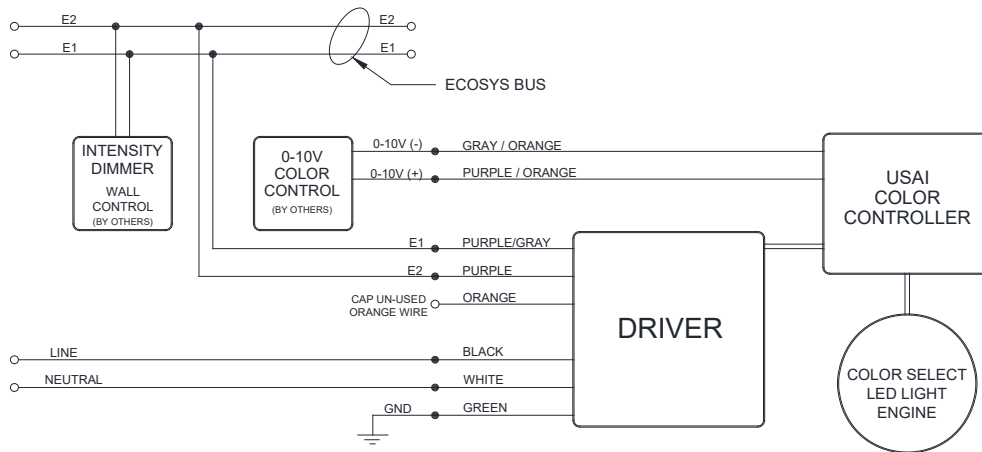 E2
E2
E1
E1
ECOSYS BUS
INTENSITY
DIMMER
WALL
CONTROL
(BY OTHERS)
0-10V
COLOR
CONTROL
(BY OTHERS)
0-10V (-)
GRAY / ORANGE
0-10V (+)
PURPLE / ORANGE
USAI
COLOR
CONTROLLER
E1
PURPLE/GRAY
E2
PURPLE
CAP UN-USED
ORANGE WIRE
ORANGE
DRIVER
LINE
BLACK
NEUTRAL
WHITE
GND
GREEN
COLOR SELECT
LED LIGHT
ENGINE